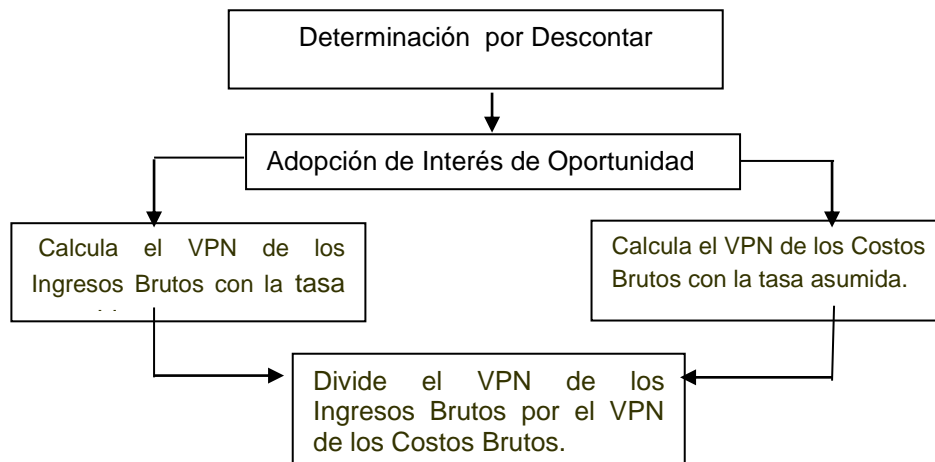 Determinación por Descontar
Adopción de Interés de Oportunidad
Calcula el VPN de los
Ingresos Brutos con la tasa
Calcula el VPN de los Costos
Brutos con la tasa asumida.
Divide el VPN de los
Ingresos Brutos por el VPN
de los Costos Brutos.